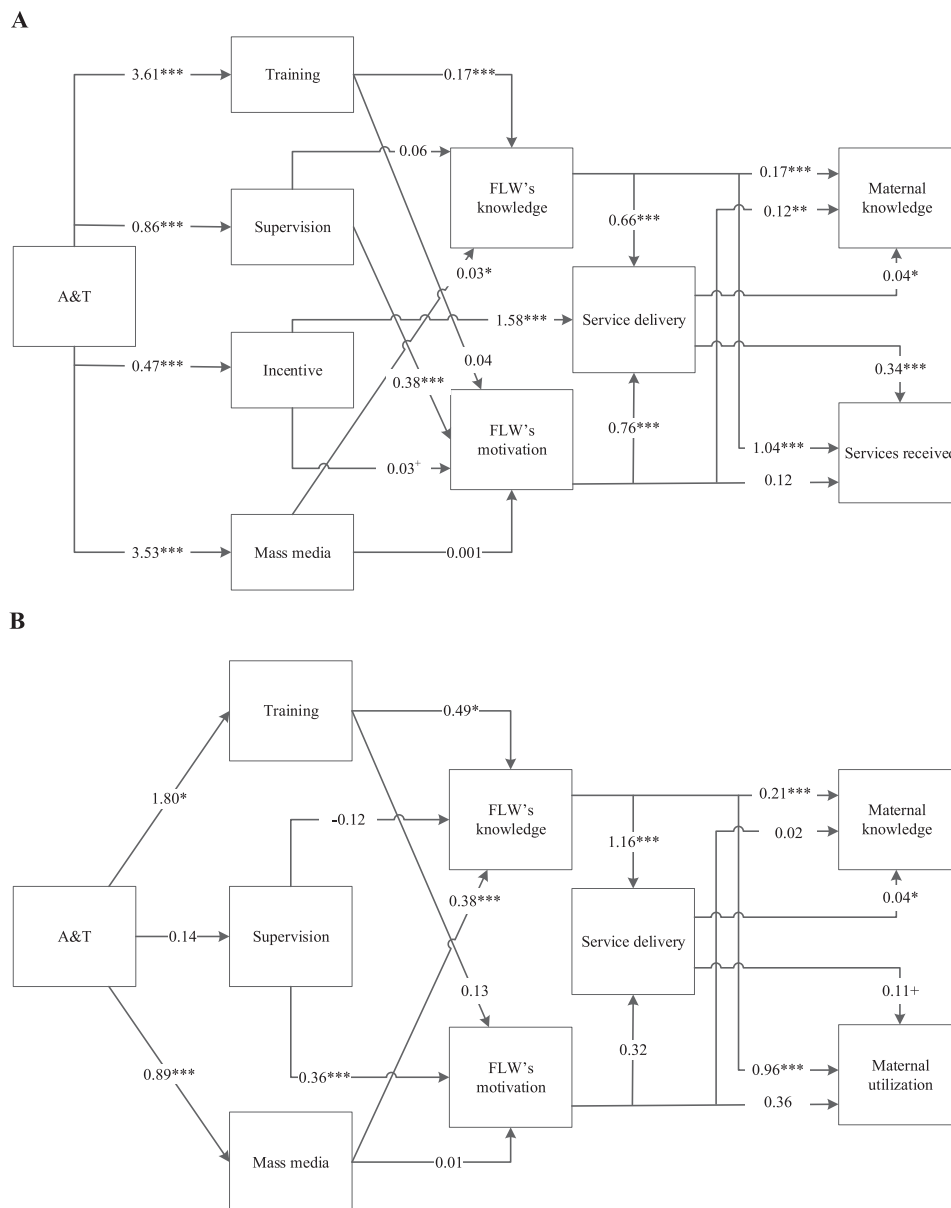 A
3.61***
Training
0.17***
0.06
FLW's
knowledge
0.17***
Maternal
knowledge
0.86***
Supervision
0.66***
0.12**
0.03*
0.04*
A&T
1.58***
Service delivery
0.47***
Incentive
0.04
0.38***
0.34***
FLW's
motivation
0.76***
0.03+
1.04***
Services received
0.12
3.53***
Mass media
0.001
B
Training
0.49*
1.80*
-0.12
FLW's
knowledge
0.21***
Maternal
knowledge
0.02
1.16***
0.38***
0.04*
A&T
0.14
Supervision
Service delivery
0.13
0.11+
0.32
0.89***
0.36***
FLW's
motivation
0.96***
Maternal
utilization
0.36
Mass media
0.01